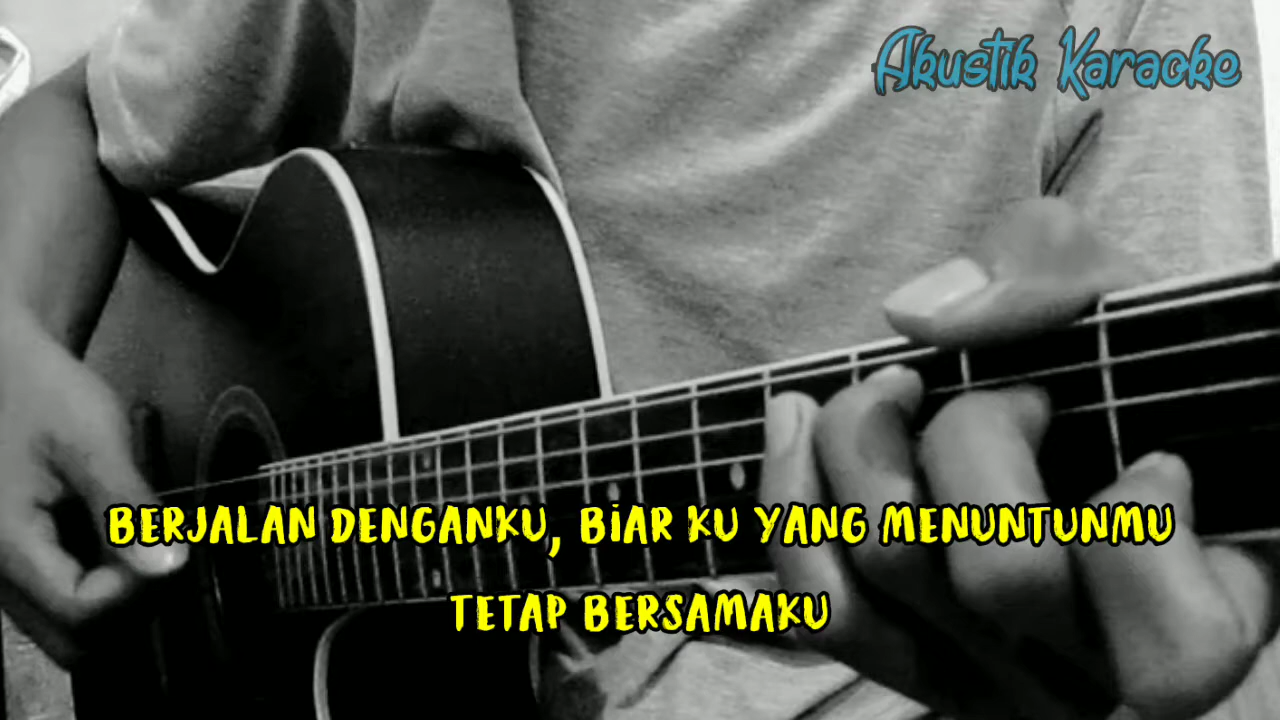 Akustik Karaoke
BERJALAN DENGANKU, BIAR KU YANG MENUNTUNMU
TETAP BERSAMAKU